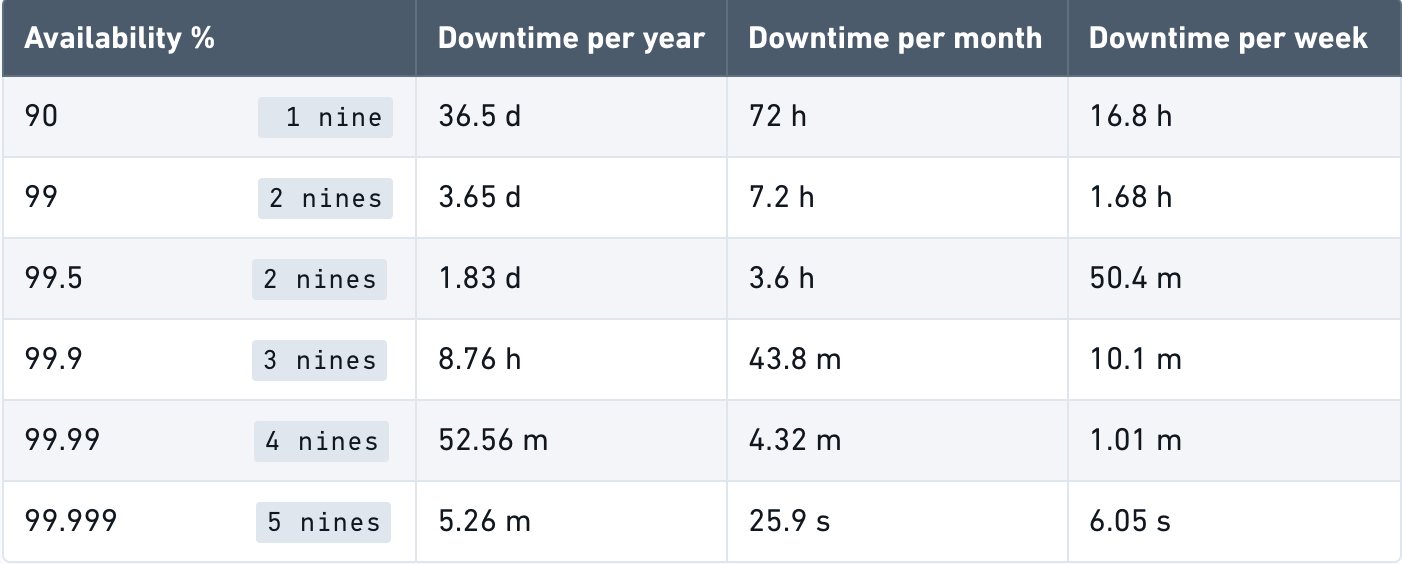 Availability % Downtime per year Downtime per month Downtime per week
90 1 nine 36.5 d 72 h 16.8 h
99 2 nines 3.65 d 7.2 h 1.68 h
99.5 2 nines 1.83 d 3.6 h 50.4 m
99.9 3 nines 8.76 h 43.8 m 10.1 m
99.99 4 nines 52.56 m 4.32 m 1.01 m
99.999 5 nines 5.26 m 25.9 s 6.05 s